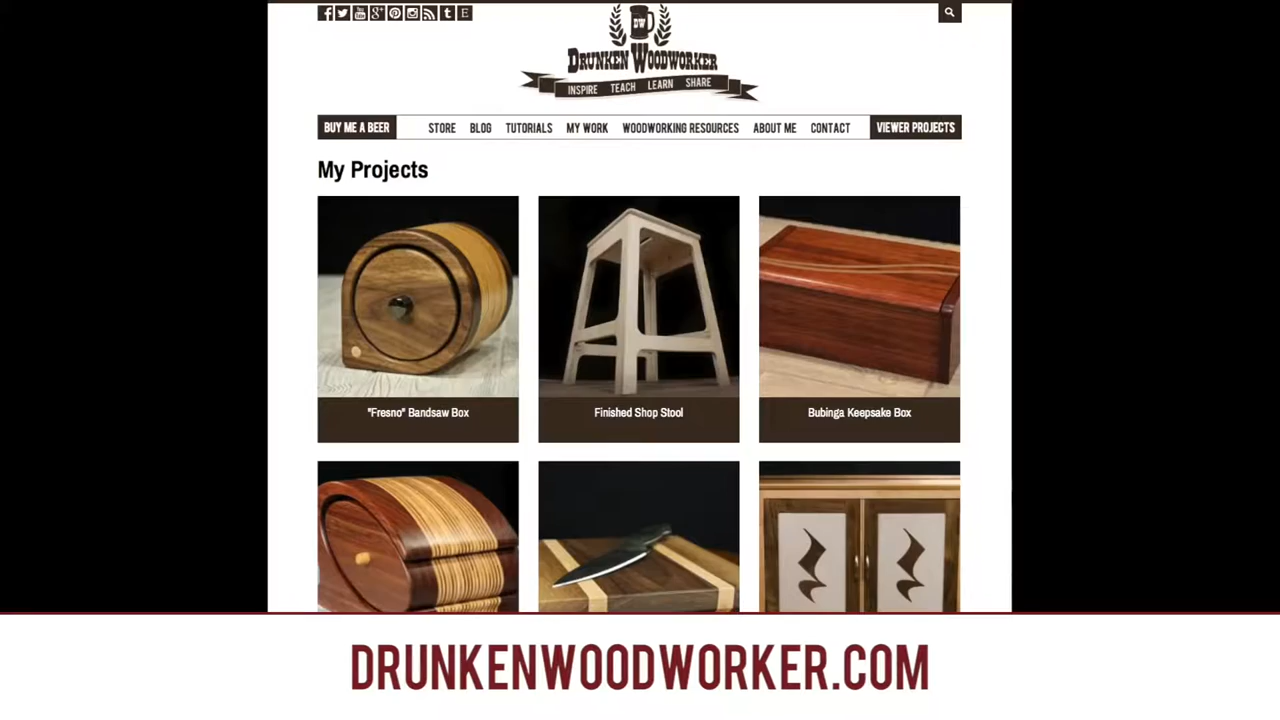 DW
DRUNKEN WOODWORKER
INSPIRE TEACH LEARN SHARE
BUY ME A BEER STORE BLOG TUTORIALS MY WORK WOODWORKING RESOURCES ABOUT ME CONTACT VIEWER PROJECTS
My Projects
"Fresno" Bandsaw Box
Finished Shop Stool
Bubinga Keepsake Box
DRUNKENWOODWORKER.COM